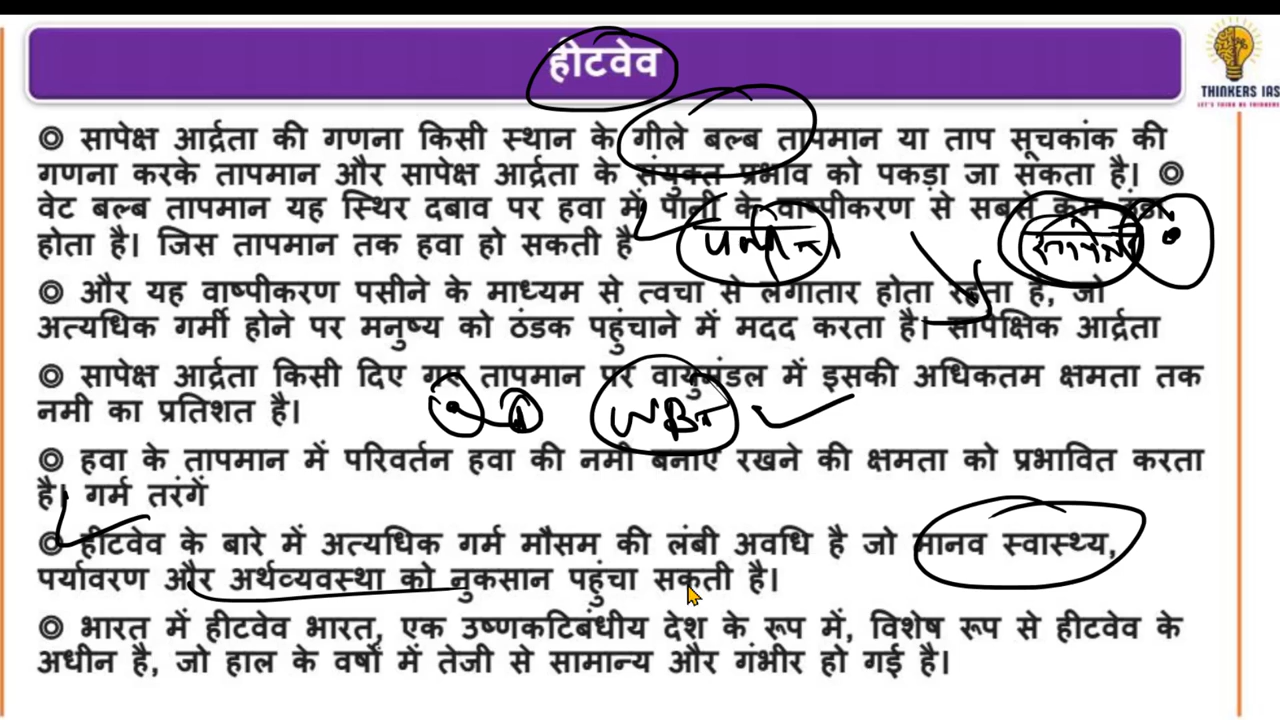 हीटवेव
THINKERS IAS
LET'S THINK BE THINKERS
◎ सापेक्ष आर्द्रता की गणना किसी स्थान के गीले बल्ब तापमान या ताप सूचकांक की
गणना करके तापमान और सापेक्ष आर्द्रता के संयुक्त प्रभाव को पकड़ा जा सकता है। ◎
वेट बल्ब तापमान यह स्थिर दबाव पर हवा में पानी के वाष्पीकरण से सबसे कम ठंडा
होता है। जिस तापमान तक हवा हो सकती है
◎ और यह वाष्पीकरण पसीने के माध्यम से त्वचा से लगातार होता रहता है, जो
अत्यधिक गर्मी होने पर मनुष्य को ठंडक पहुंचाने में मदद करता है। सापेक्षिक आर्द्रता
◎ सापेक्ष आर्द्रता किसी दिए गए तापमान पर वायुमंडल में इसकी अधिकतम क्षमता तक
नमी का प्रतिशत है।
WBT
◎ हवा के तापमान में परिवर्तन हवा की नमी बनाए रखने की क्षमता को प्रभावित करता
है। गर्म तरंगें
◎ हीटवेव के बारे में अत्यधिक गर्म मौसम की लंबी अवधि है जो मानव स्वास्थ्य,
पर्यावरण और अर्थव्यवस्था को नुकसान पहुंचा सकती है।
◎ भारत में हीटवेव भारत, एक उष्णकटिबंधीय देश के रूप में, विशेष रूप से हीटवेव के
अधीन है, जो हाल के वर्षों में तेजी से सामान्य और गंभीर हो गई है।